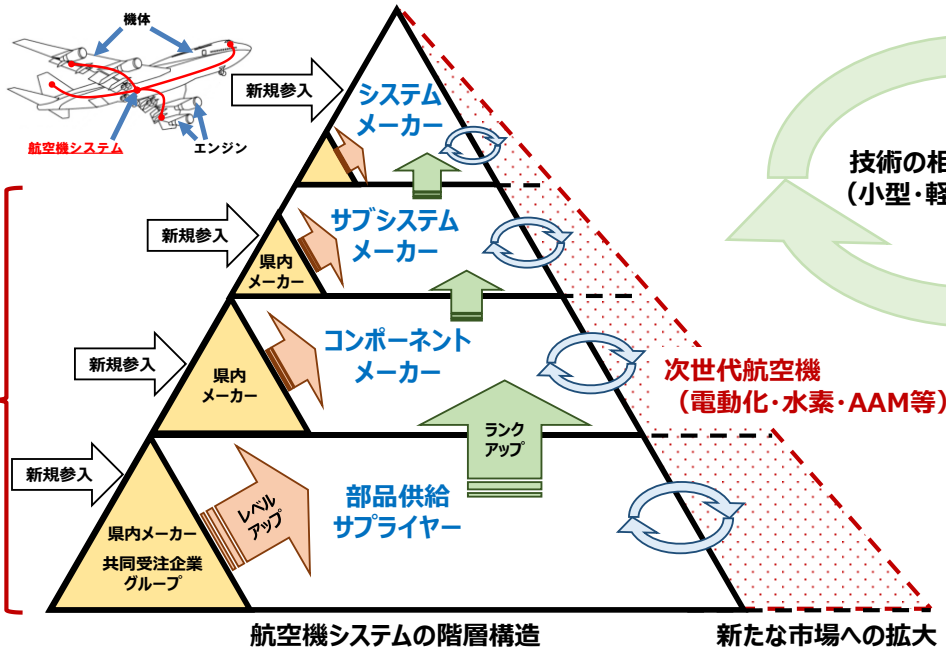 機体
航空機システム
エンジン
新規参入
システム
メーカー
新規参入
サブシステム
メーカー
県内
メーカー
技術の相
(小型・軽
新規参入
コンポーネント
メーカー
県内
メーカー
次世代航空機
(電動化・水素・AAM等)
ランク
アップ
新規参入
部品供給
サプライヤー
レベル
アップ
県内メーカー
共同受注企業
グループ
航空機システムの階層構造
新たな市場への拡大